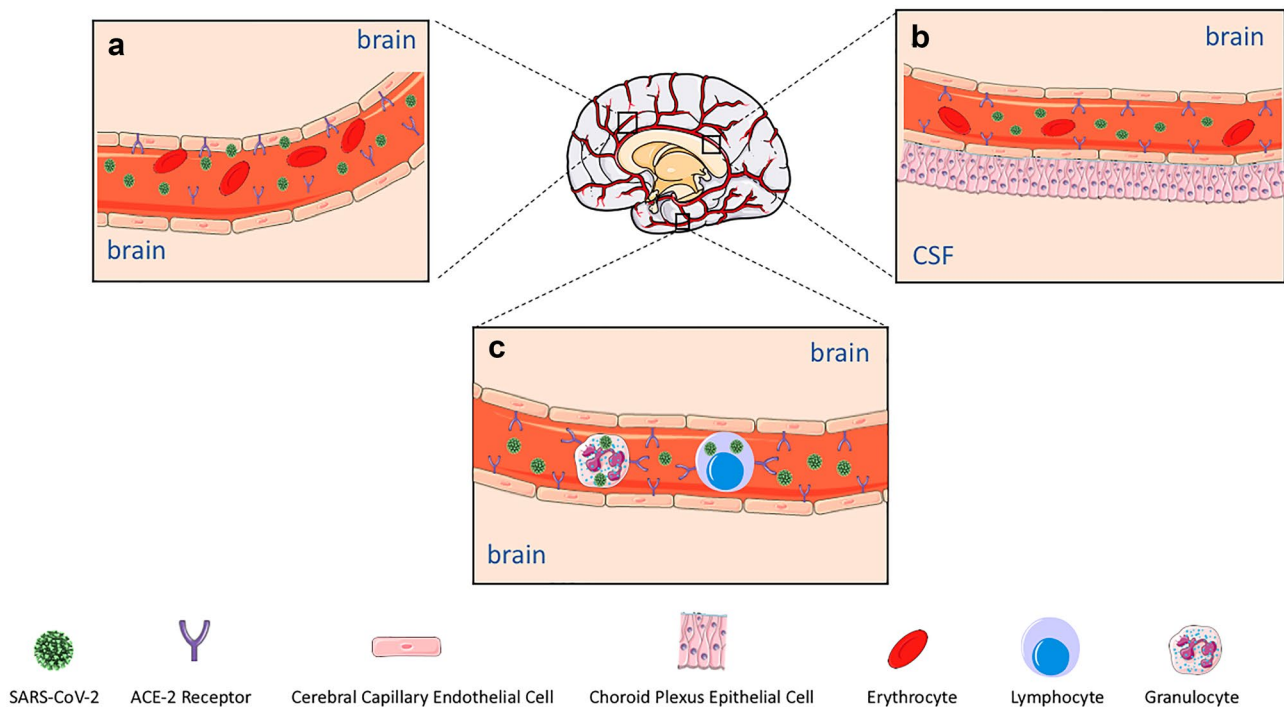 a
brain
brain
b
brain
CSF
c
brain
brain
SARS-CoV-2
ACE-2 Receptor
Cerebral Capillary Endothelial Cell
Choroid Plexus Epithelial Cell
Erythrocyte
Lymphocyte
Granulocyte